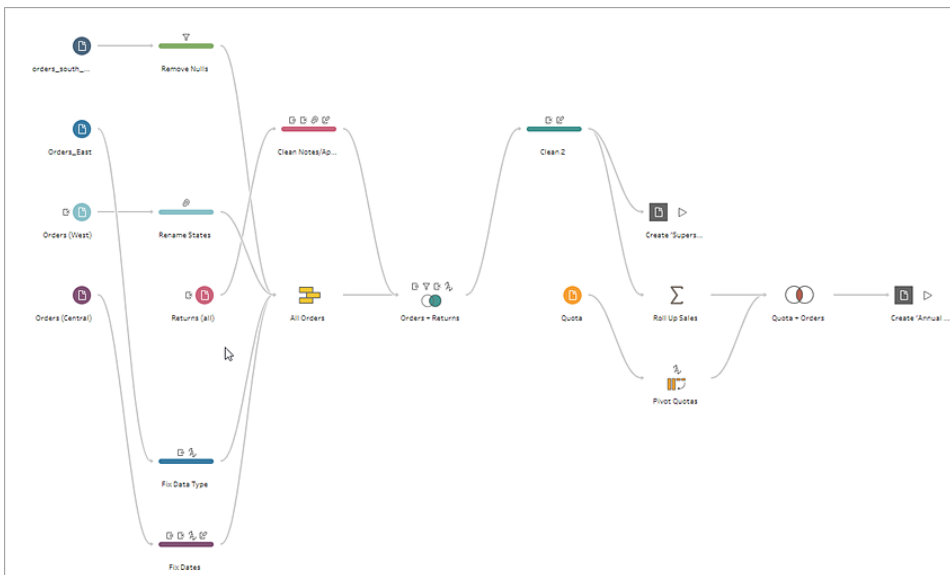 orders_south_...
Remove Nulls
Orders_East
Clean Notes/Ap...
Clean 2
Orders (West)
Rename States
Create 'Supers...
Orders (Central)
Returns (all)
All Orders
Orders + Returns
Quota
Roll Up Sales
Quota + Orders
Create 'Annual ...
Pivot Quotas
Fix Data Type
Fix Dates